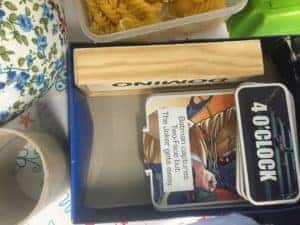 DOMINO
Batman captures
Two-Face but
The Joker gets away.
4 O'CLOCK